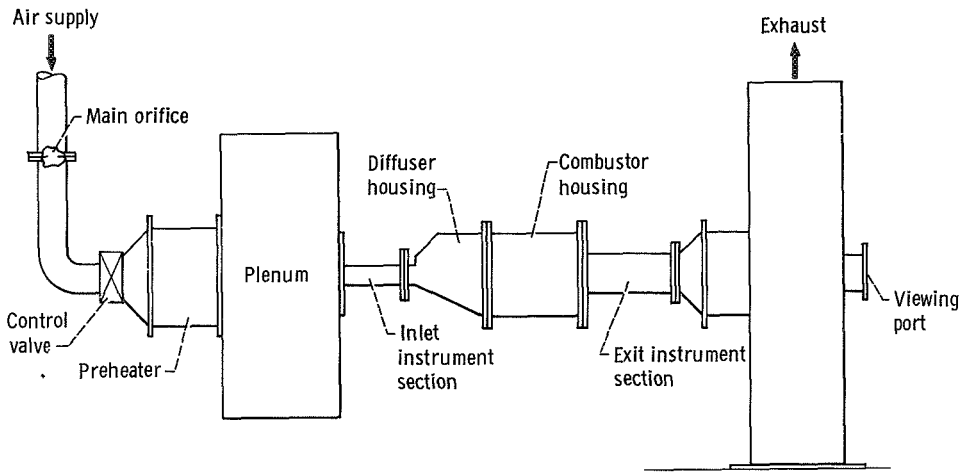 Air supply
Exhaust
Main orifice
Diffuser
housing
Combustor
housing
Plenum
Control
valve
Preheater
Inlet
instrument
section
Exit instrument
section
Viewing
port